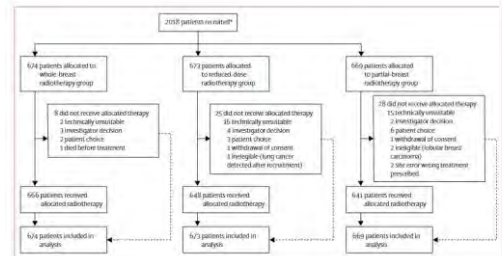 2018 patients recruited*
674 patients allocated
to whole-breast
radiotherapy group
673 patients allocated
to reduced-dose
radiotherapy group
669 patients allocated
to partial-breast
radiotherapy group
8 did not receive allocated therapy
2 technically unsuitable
3 investigator decision
2 patient choice
1 died before treatment
25 did not receive allocated therapy
16 technically unsuitable
4 investigator decision
3 patient choice
1 withdrawal of consent
1 ineligible (lung cancer
detected after recruitment)
28 did not receive allocated therapy
15 technically unsuitable
2 investigator decision
6 patient choice
1 withdrawal of consent
2 ineligible (lobular breast
carcinoma)
2 site error wrong treatment
prescribed
666 patients received
allocated radiotherapy
648 patients received
allocated radiotherapy
641 patients received
allocated radiotherapy
674 patients included in
analysis
673 patients included in
analysis
669 patients included in
analysis